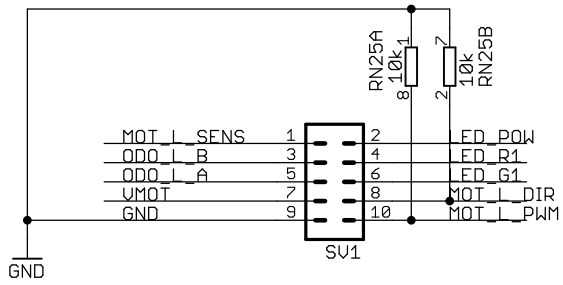 RN25A
10k
1
8
7
2
10k
RN25B
MOT_L_SENS 1 2 LED_POW
ODO_L_B 3 4 LED_R1
ODO_L_A 5 6 LED_G1
VMOT 7 8 MOT_L_DIR
GND 9 10 MOT_L_PWM
SV1
GND